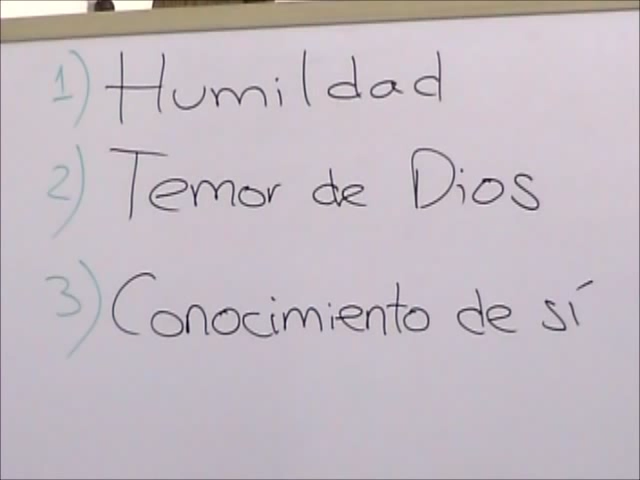 1) Humildad
2) Temor de Dios
3) Conocimiento de sí